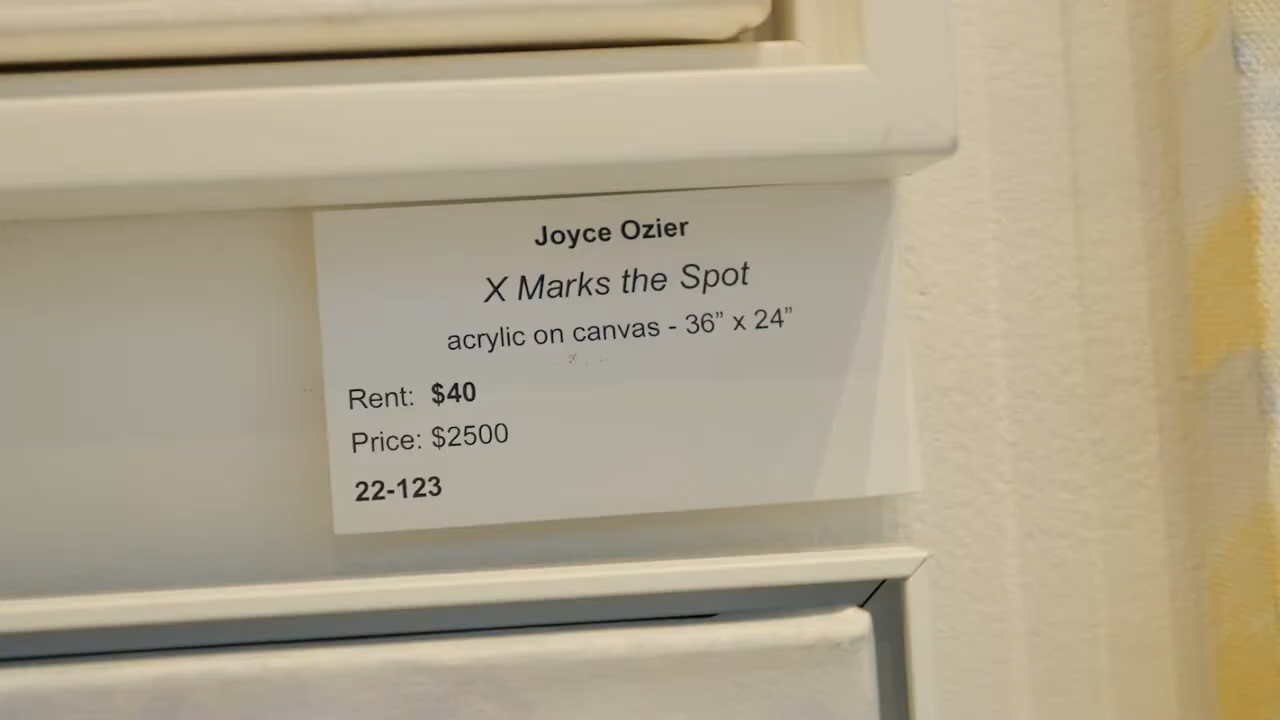 Joyce Ozier
X Marks the Spot
acrylic on canvas - 36” x 24”
Rent: $40
Price: $2500
22-123